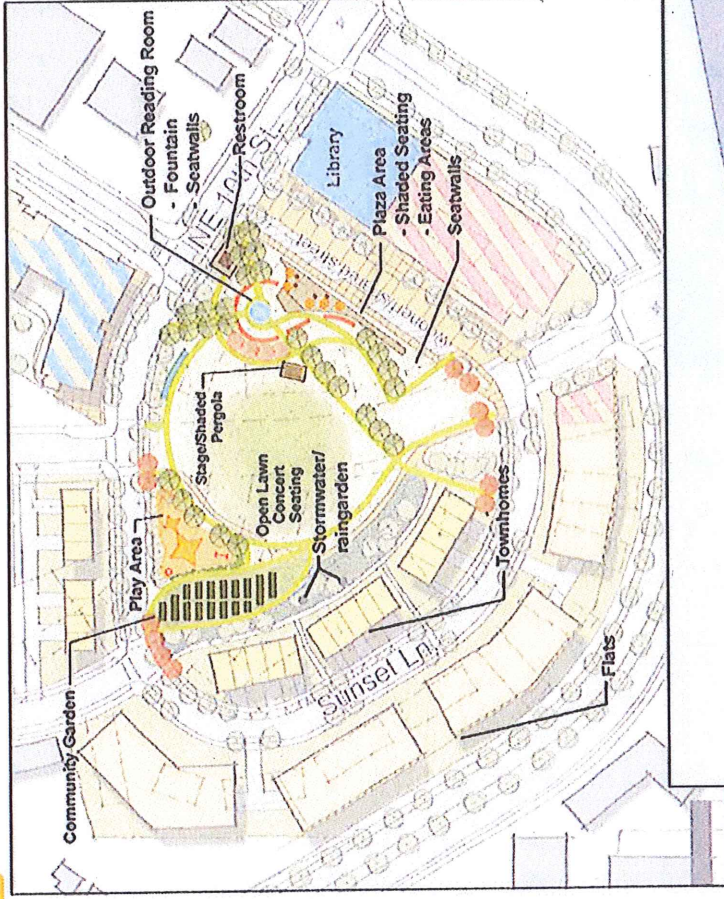 Community Garden
Play Area
Stage/Shaded
Pergola
Open Lawn
Concert
Seating
Stormwater/
raingarden
Outdoor Reading Room
- Fountain
- Seatwalls
NE 10th St.
Restroom
Library
Plaza Area
- Shaded Seating
- Eating Areas
Seatwalls
Sunset Ln.
Townhomes
Flats